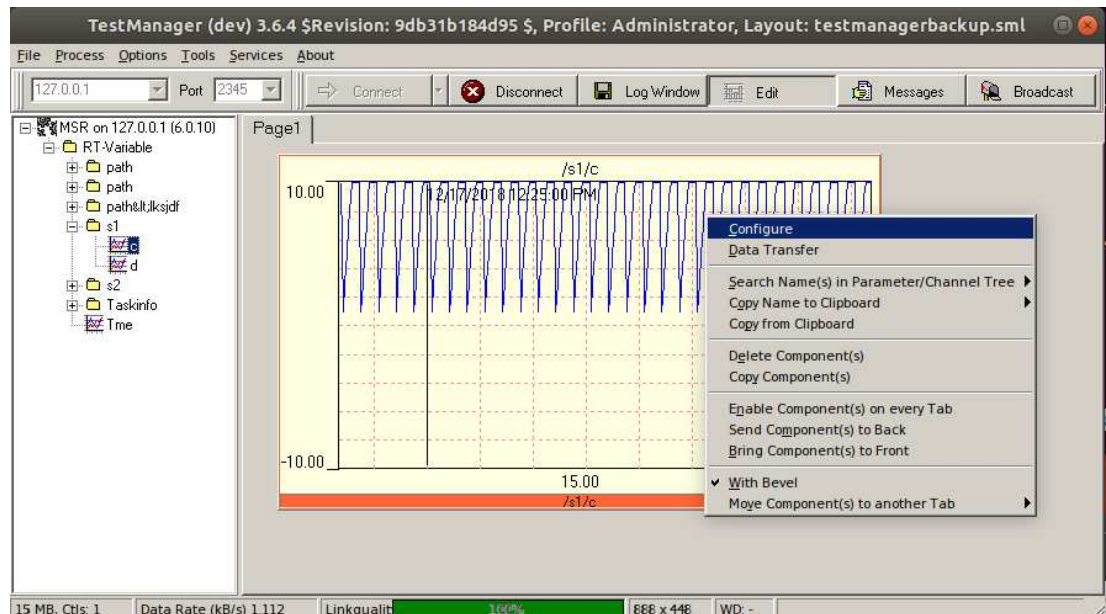 TestManager (dev) 3.6.4 $Revision: 9db31b184d95 $, Profile: Administrator, Layout: testmanagerbackup.sml
File Process Options Tools Services About
127.0.0.1 Port 2345 Connect Disconnect Log Window Edit Messages Broadcast
MSR on 127.0.0.1 (6.0.10)
RT-Variable
path
path
path&lt;lksjdf
s1
c
d
s2
Taskinfo
Tme
Page1
/s1/c
10.00
12/17/2018 12:25:00 PM
-10.00
15.00
/s1/c
Configure
Data Transfer
Search Name(s) in Parameter/Channel Tree
Copy Name to Clipboard
Copy from Clipboard
Delete Component(s)
Copy Component(s)
Enable Component(s) on every Tab
Send Component(s) to Back
Bring Component(s) to Front
With Bevel
Move Component(s) to another Tab
15 MB, Ctls: 1 Data Rate (kB/s) 1.112 Linkquality 100% 888 x 448 WD: -